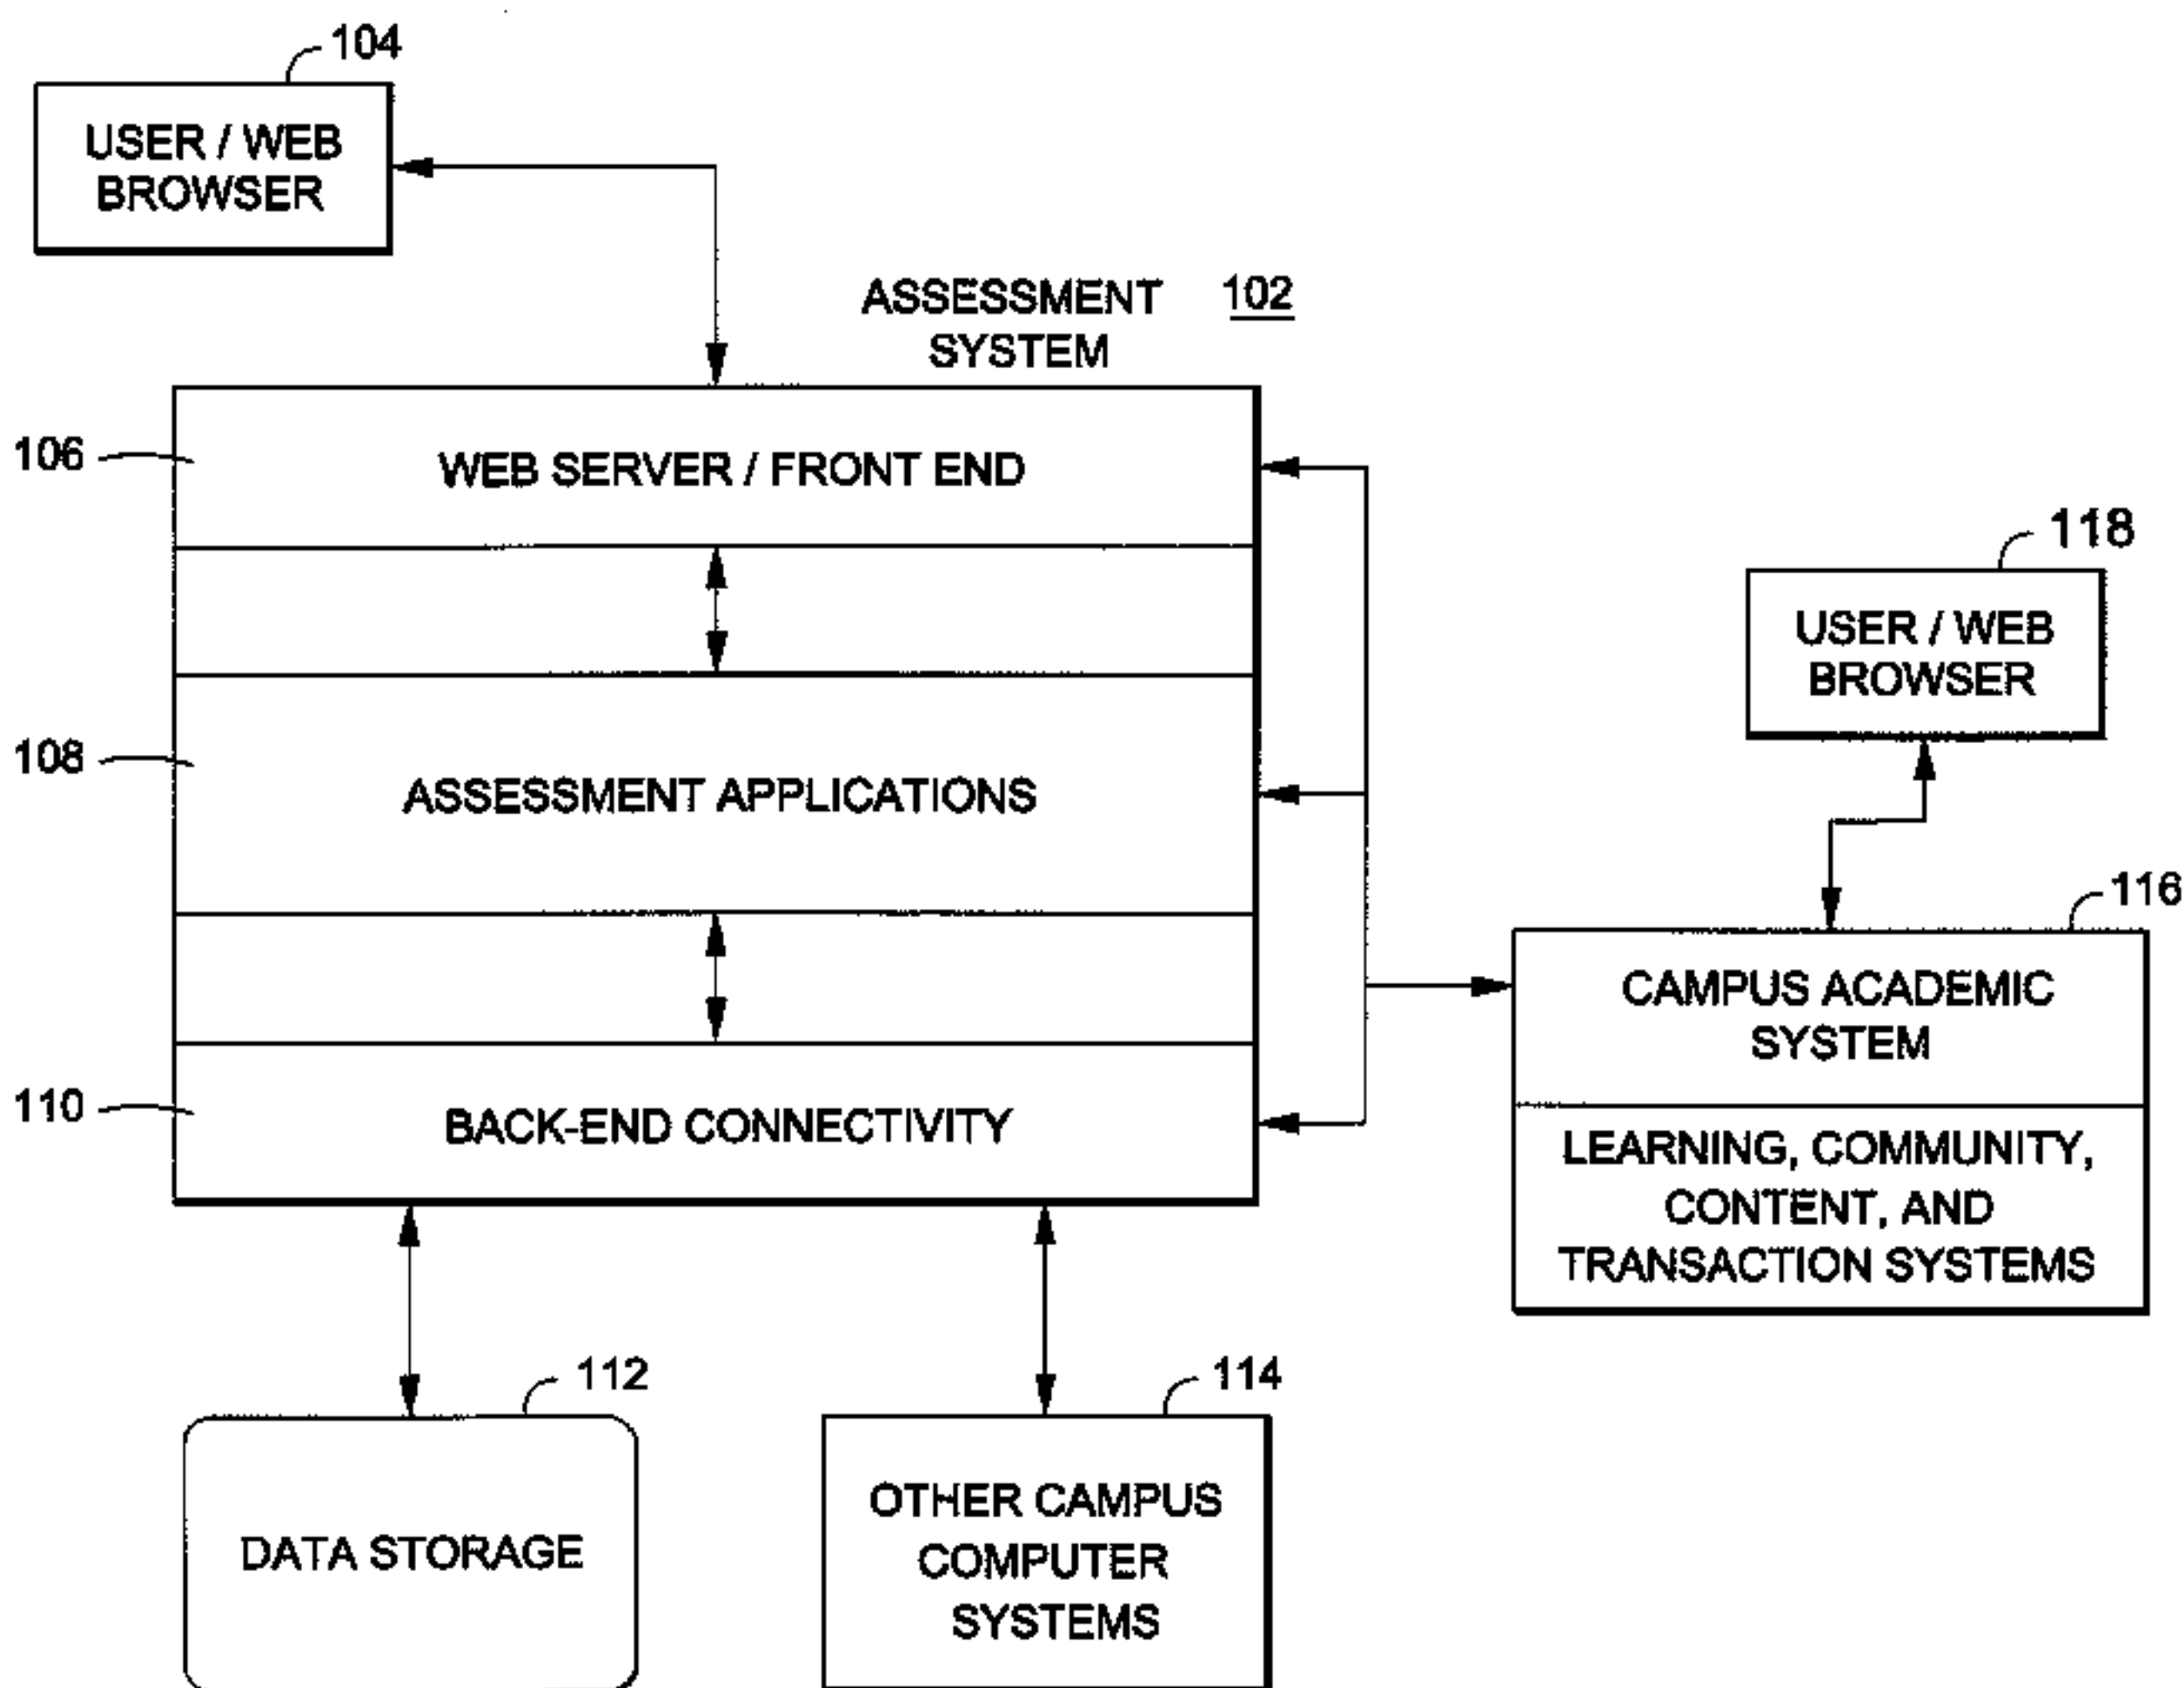 104
USER / WEB
BROWSER
ASSESSMENT 102
SYSTEM
106
WEB SERVER / FRONT END
118
USER / WEB
BROWSER
108
ASSESSMENT APPLICATIONS
116
CAMPUS ACADEMIC
SYSTEM
110
BACK-END CONNECTIVITY
LEARNING, COMMUNITY,
CONTENT, AND
TRANSACTION SYSTEMS
112
DATA STORAGE
114
OTHER CAMPUS
COMPUTER
SYSTEMS